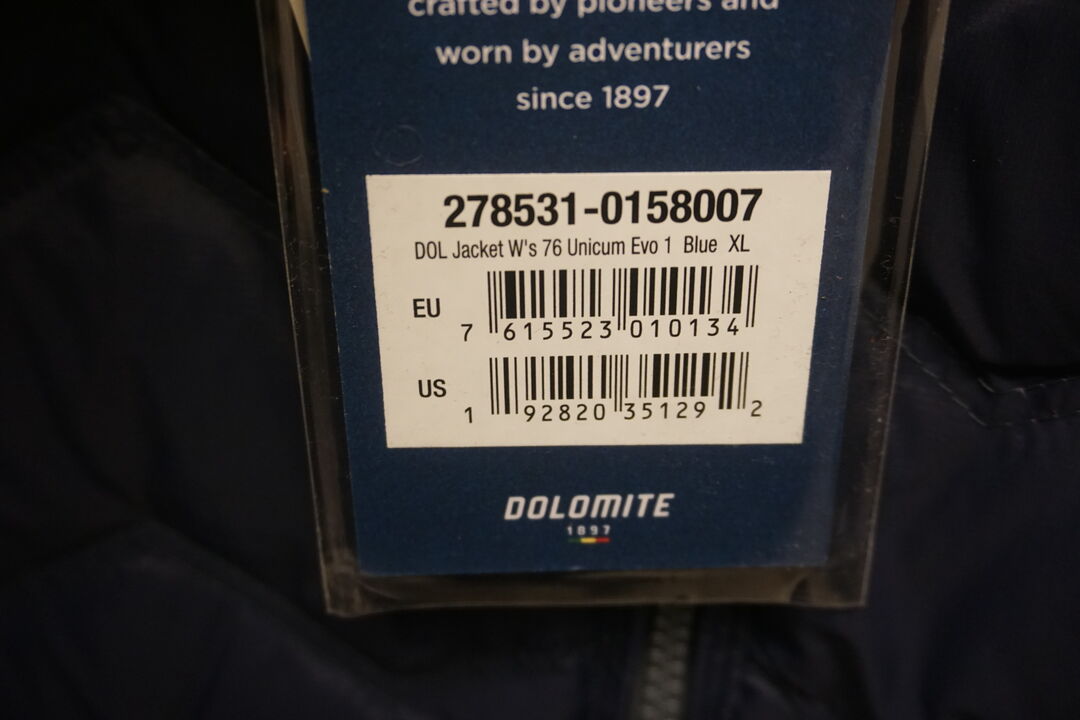 crafted by pioneers and
worn by adventurers
since 1897
278531-0158007
DOL Jacket W's 76 Unicum Evo 1 Blue XL
EU
7 615523 010134
US
1 92820 35129 2
DOLOMITE
1897